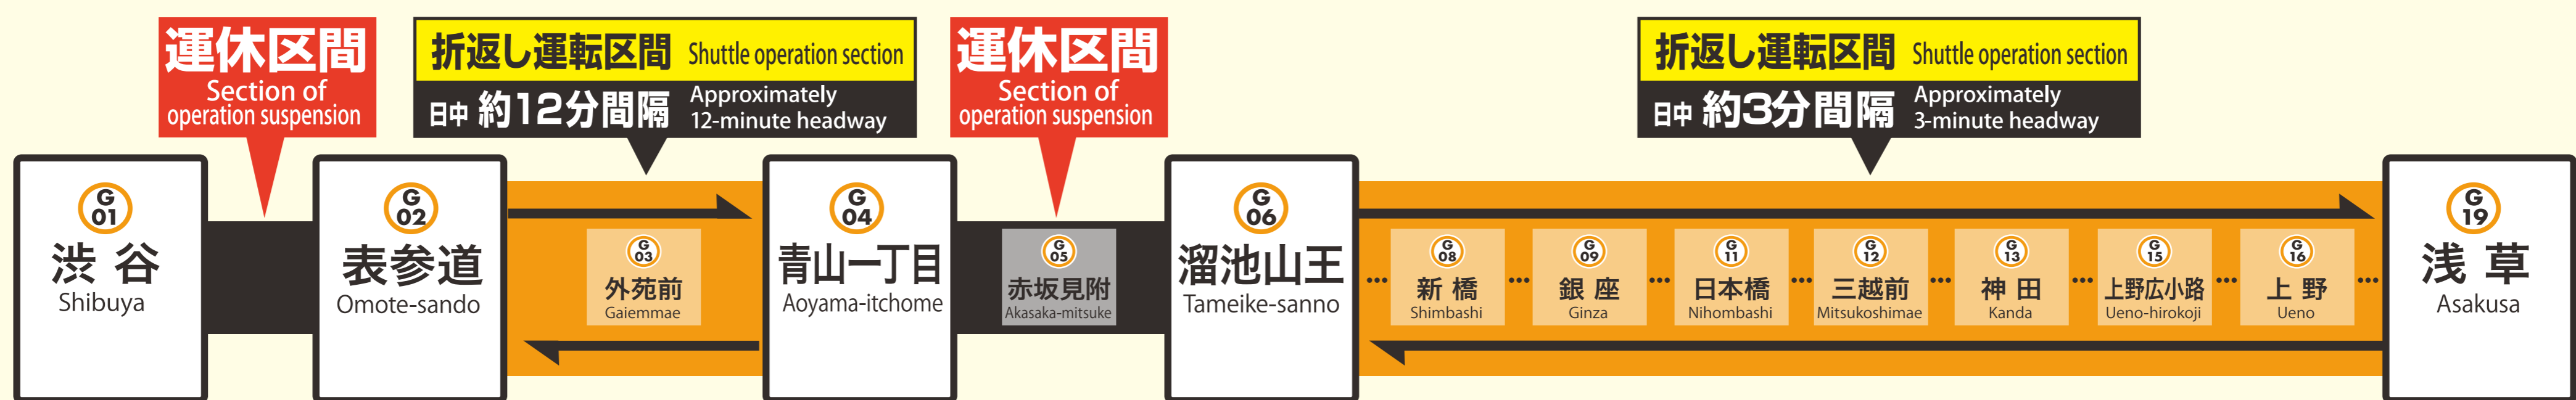 運休区間
Section of
operation suspension
折返し運転区間 Shuttle operation section
日中 約12分間隔 Approximately
12-minute headway
運休区間
Section of
operation suspension
折返し運転区間 Shuttle operation section
日中 約3分間隔 Approximately
3-minute headway
G
01
渋谷
Shibuya
G
02
表参道
Omote-sando
G
03
外苑前
Gaiemmae
G
04
青山一丁目
Aoyama-itchome
G
05
赤坂見附
Akasaka-mitsuke
G
06
溜池山王
Tameike-sanno
...
G
08
新橋
Shimbashi
...
G
09
銀座
Ginza
...
G
11
日本橋
Nihombashi
...
G
12
三越前
Mitsukoshimae
...
G
13
神田
Kanda
...
G
15
上野広小路
Ueno-hirokoji
...
G
16
上野
Ueno
...
G
19
浅草
Asakusa